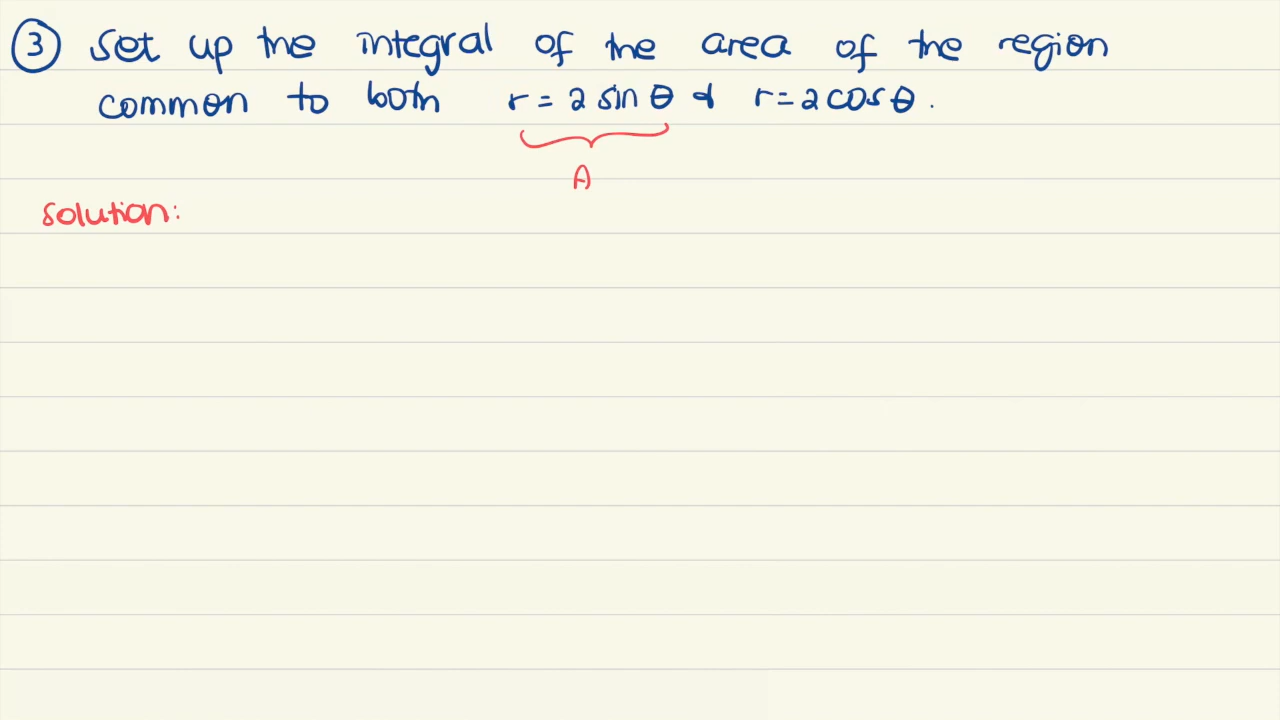 ③ Set up the integral of the area of the region
common to both r = 2 sin θ & r = 2 cos θ .
A
Solution: